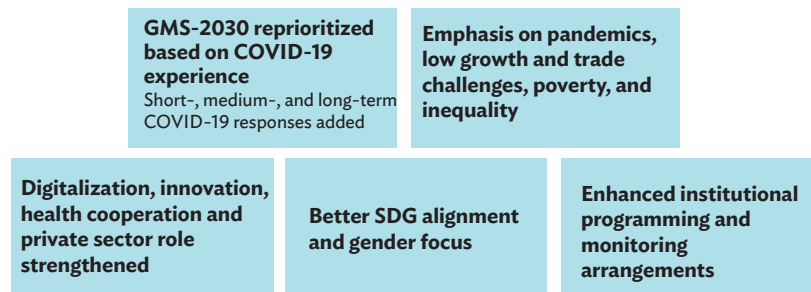 GMS-2030 reprioritized
based on COVID-19
experience
Short-, medium-, and long-term
COVID-19 responses added
Emphasis on pandemics,
low growth and trade
challenges, poverty, and
inequality
Digitalization, innovation,
health cooperation and
private sector role
strengthened
Better SDG alignment
and gender focus
Enhanced institutional
programming and
monitoring
arrangements